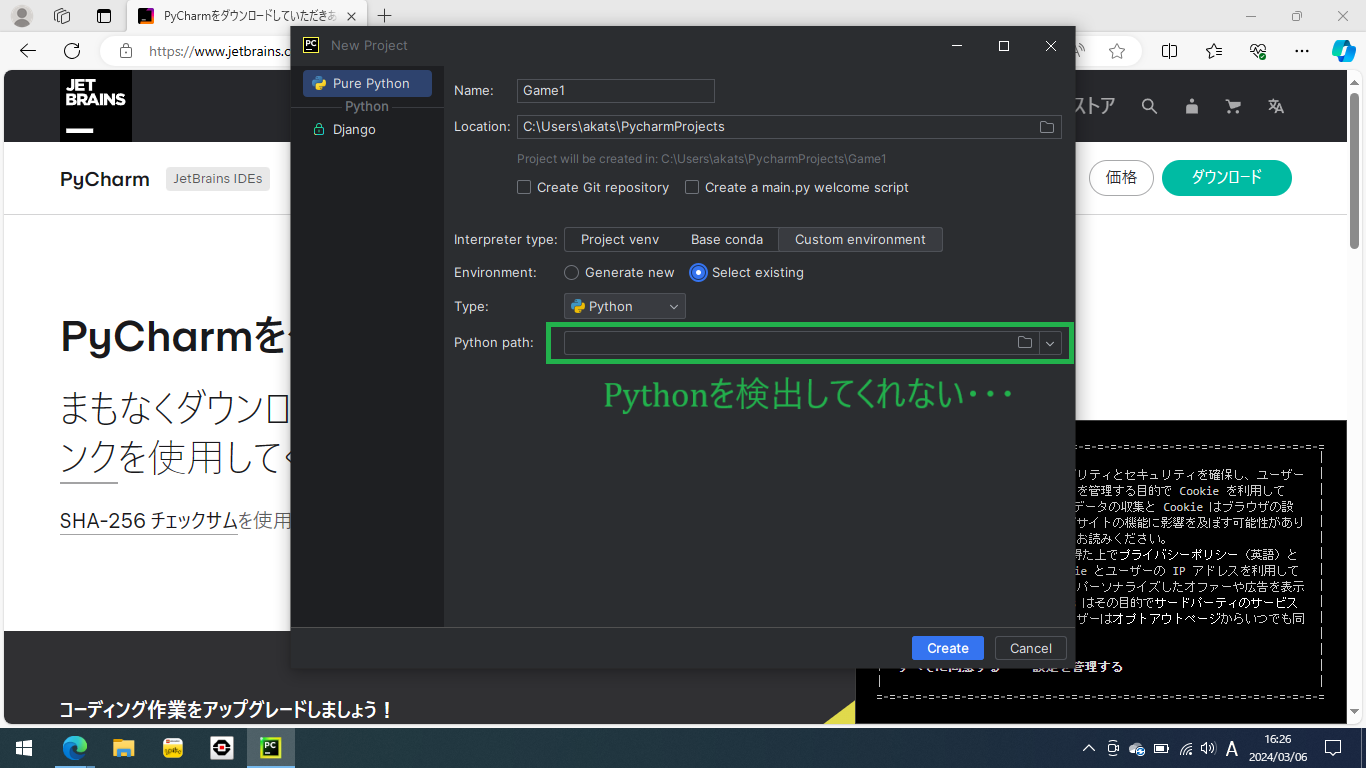 PyCharmをダウンロードしていただきあ
https://www.jetbrains.c
New Project
JET
BRAINS
ストア
Pure Python
Python
Django
Name:
Game1
Location:
C:\Users\akats\PycharmProjects
Project will be created in: C:\Users\akats\PycharmProjects\Game1
Create Git repository
Create a main.py welcome script
PyCharm
JetBrains IDEs
価格
ダウンロード
Interpreter type:
Project venv
Base conda
Custom environment
Environment:
Generate new
Select existing
Type:
Python
Python path:
Pythonを検出してくれない・・・
PyCharmを
まもなくダウンロ
ンクを使用してく
SHA-256 チェックサムを使用
リティとセキュリティを確保し、ユーザー
を管理する目的で Cookie を利用して
データの収集と Cookie はブラウザの設
サイトの機能に影響を及ぼす可能性があり
お読みください。
得た上でプライバシーポリシー（英語）と
ie とユーザーの IP アドレスを利用して
パーソナライズしたオファーや広告を表示
はその目的でサードパーティのサービス
ザーはオプトアウトページからいつでも同
Create
Cancel
すべてに同意する
設定を管理する
コーディング作業をアップグレードしましょう！
A
16:26
2024/03/06